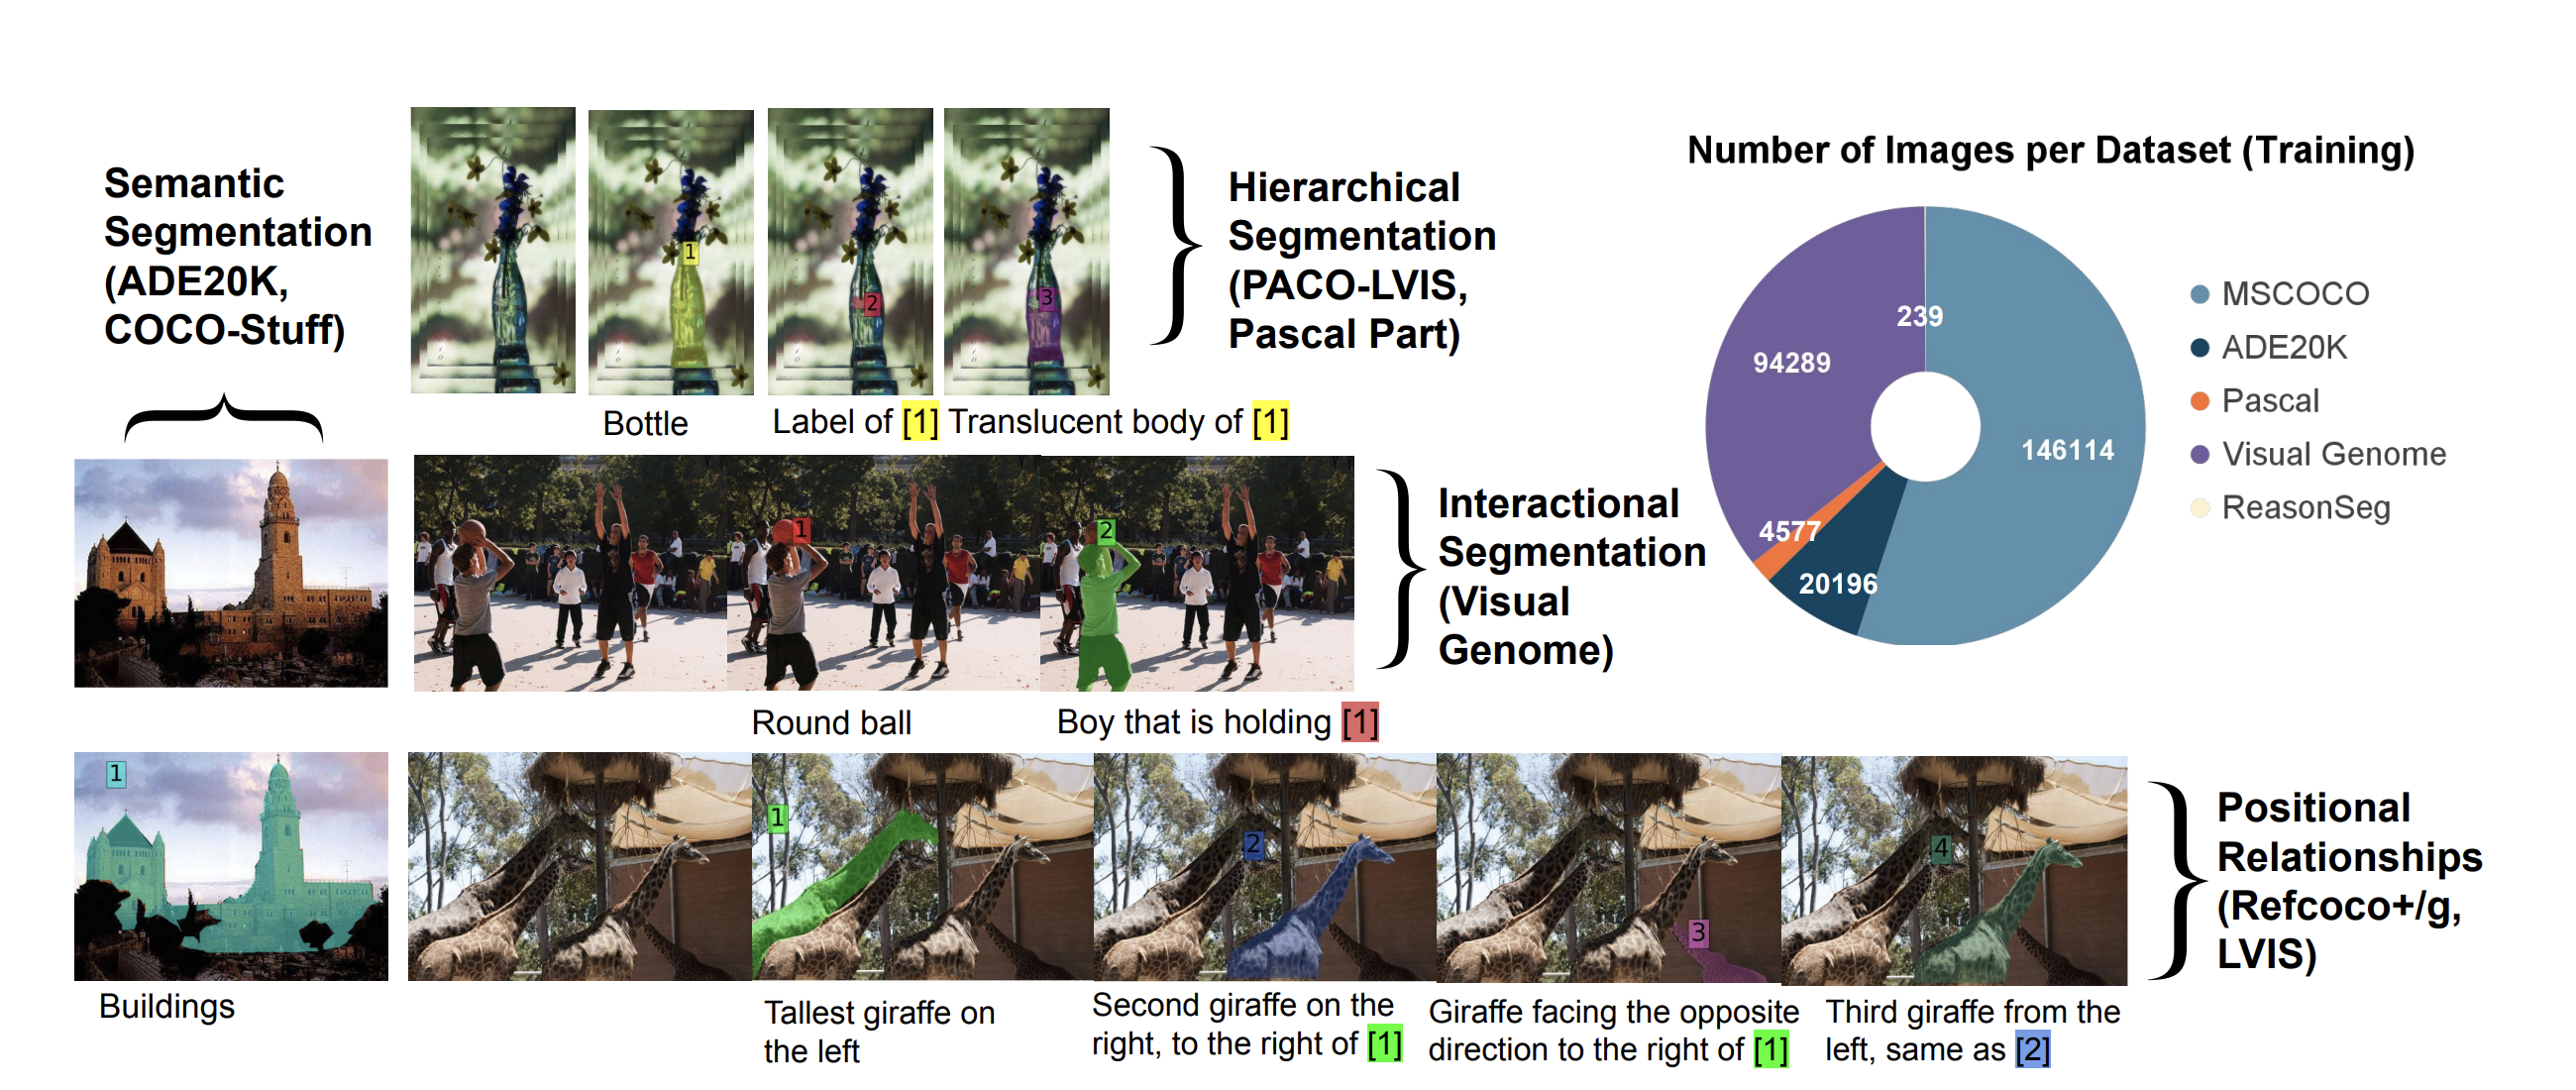 Semantic
Segmentation
(ADE20K,
COCO-Stuff)
1
2
3
Bottle
Label of [1]
Translucent body of [1]
Hierarchical
Segmentation
(PACO-LVIS,
Pascal Part)
1
2
Round ball
Boy that is holding [1]
Interactional
Segmentation
(Visual
Genome)
1
Buildings
1
2
3
4
Tallest giraffe on
the left
Second giraffe on the
right, to the right of [1]
Giraffe facing the opposite
direction to the right of [1]
Third giraffe from the
left, same as [2]
Positional
Relationships
(Refcoco+/g,
LVIS)
Number of Images per Dataset (Training)
239
94289
146114
4577
20196
MSCOCO
ADE20K
Pascal
Visual Genome
ReasonSeg